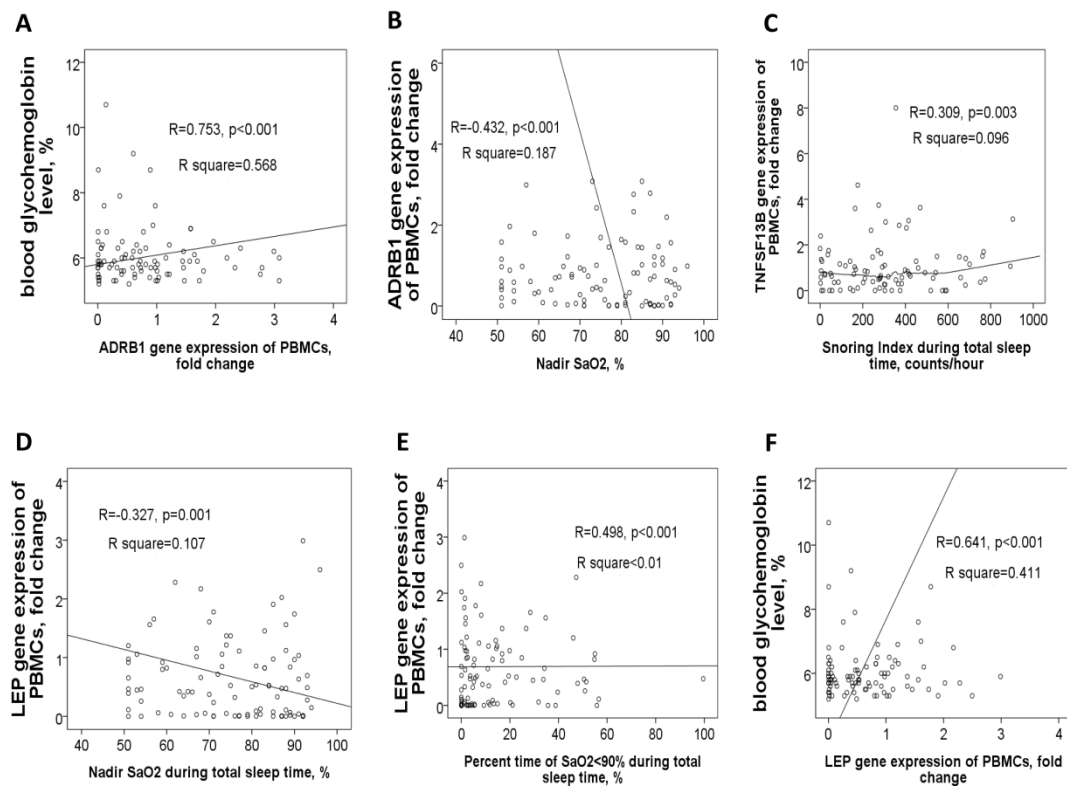 A
blood glycohemoglobin
level, %
12
10
8
6
R=0.753, p<0.001
R square=0.568
0 1 2 3 4
ADRB1 gene expression of PBMCs,
fold change
B
ADRB1 gene expression
of PBMCs, fold change
6
4
2
0
R=-0.432, p<0.001
R square=0.187
40 50 60 70 80 90 100
Nadir SaO2, %
C
TNFSF13B gene expression of
PBMCs, fold change
10
8
6
4
2
0
R=0.309, p=0.003
R square=0.096
0 200 400 600 800 1000
Snoring Index during total sleep
time, counts/hour
D
LEP gene expression of
PBMCs, fold change
4
3
2
1
0
R=-0.327, p=0.001
R square=0.107
40 50 60 70 80 90 100
Nadir SaO2 during total sleep time, %
E
LEP gene expression of
PBMCs, fold change
4
3
2
1
0
R=0.498, p<0.001
R square<0.01
0 20 40 60 80 100
Percent time of SaO2<90% during total
sleep time, %
F
blood glycohemoglobin
level, %
12
10
8
6
R=0.641, p<0.001
R square=0.411
0 1 2 3 4
LEP gene expression of PBMCs, fold
change